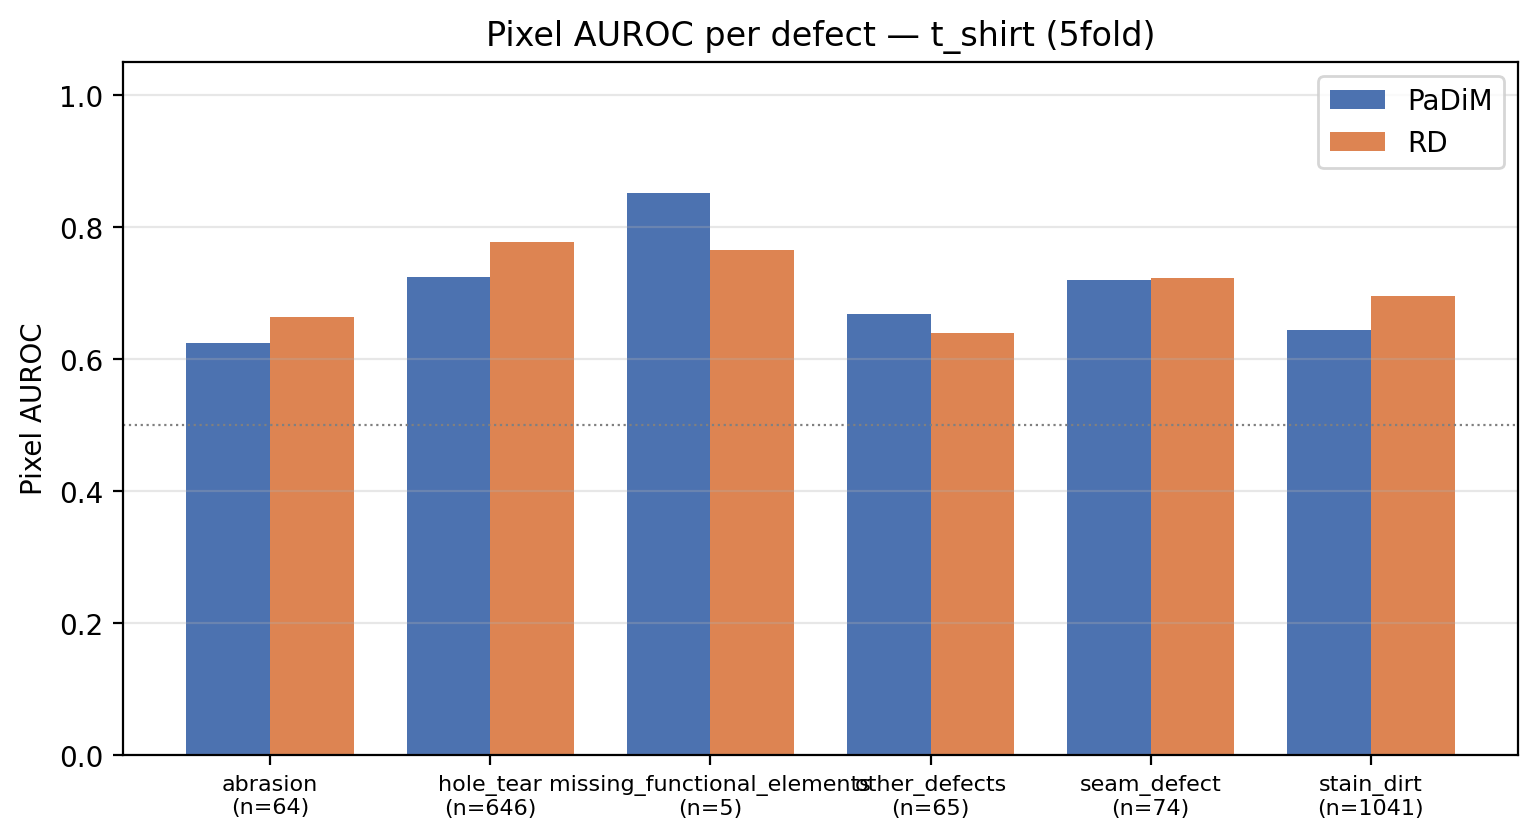 Pixel AUROC per defect — t_shirt (5fold)
PaDiM
RD
Pixel AUROC
1.0
0.8
0.6
0.4
0.2
0.0
abrasion
(n=64)
hole_tear
(n=646)
missing_functional_elements
(n=5)
other_defects
(n=65)
seam_defect
(n=74)
stain_dirt
(n=1041)